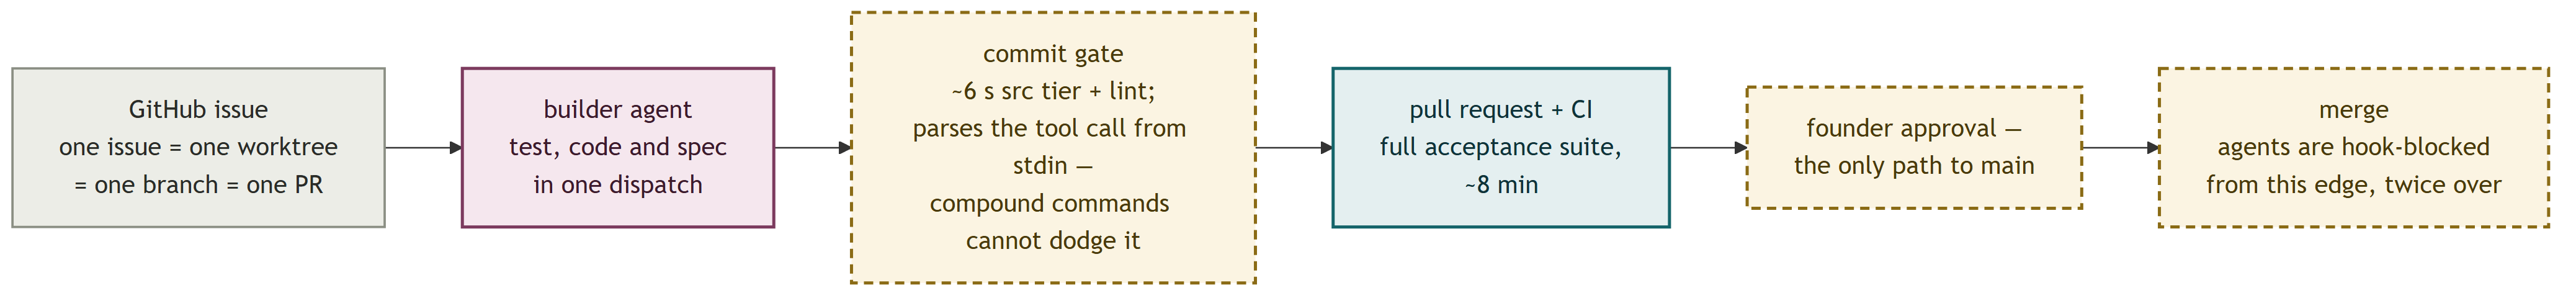 GitHub issue
one issue = one worktree
= one branch = one PR
builder agent
test, code and spec
in one dispatch
commit gate
~6 s src tier + lint;
parses the tool call from
stdin —
compound commands
cannot dodge it
pull request + CI
full acceptance suite,
~8 min
founder approval —
the only path to main
merge
agents are hook-blocked
from this edge, twice over